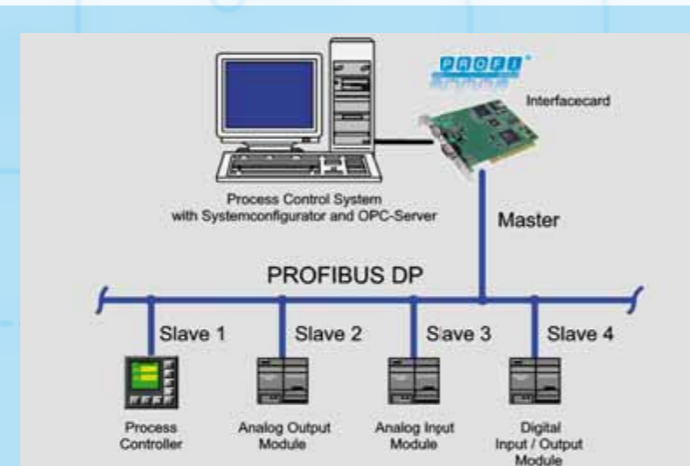 PROFI
Interfacecard
Process Control System
with Systemconfigurator and OPC-Server
Master
PROFIBUS DP
Slave 1
Slave 2
Slave 3
Slave 4
Process
Controller
Analog Output
Module
Analog Input
Module
Digital
Input / Output
Module